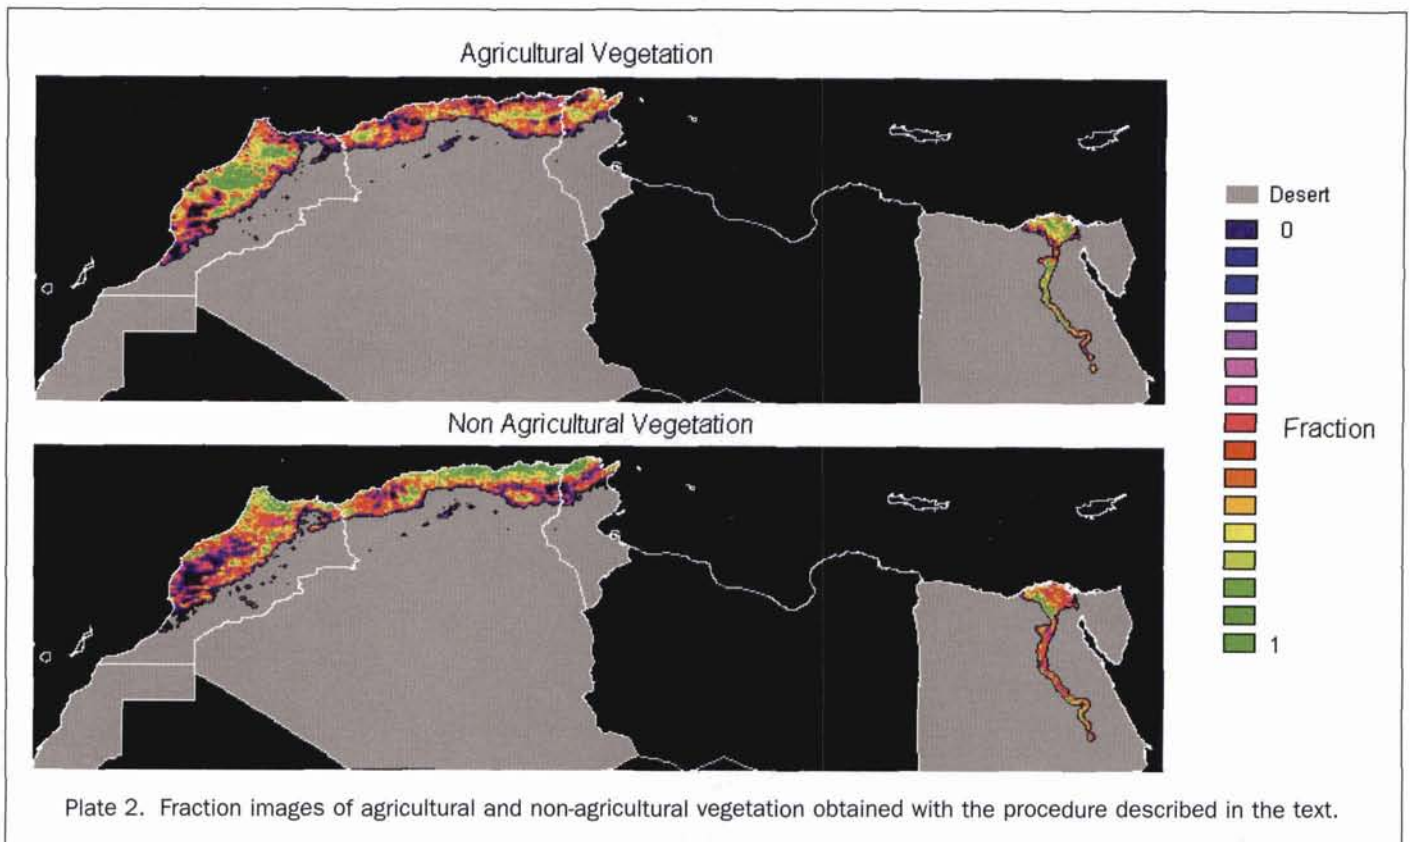 Agricultural Vegetation
Desert
0
Fraction
Non Agricultural Vegetation
1
Plate 2. Fraction images of agricultural and non-agricultural vegetation obtained with the procedure described in the text.